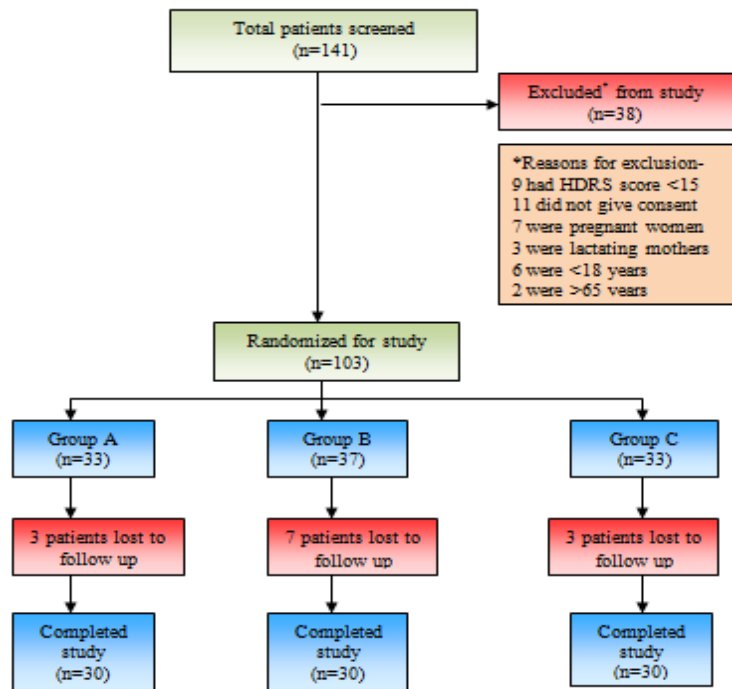 Total patients screened
(n=141)
Excluded* from study
(n=38)
*Reasons for exclusion-
9 had HDRS score <15
11 did not give consent
7 were pregnant women
3 were lactating mothers
6 were <18 years
2 were >65 years
Randomized for study
(n=103)
Group A
(n=33)
Group B
(n=37)
Group C
(n=33)
3 patients lost to
follow up
7 patients lost to
follow up
3 patients lost to
follow up
Completed
study
(n=30)
Completed
study
(n=30)
Completed
study
(n=30)